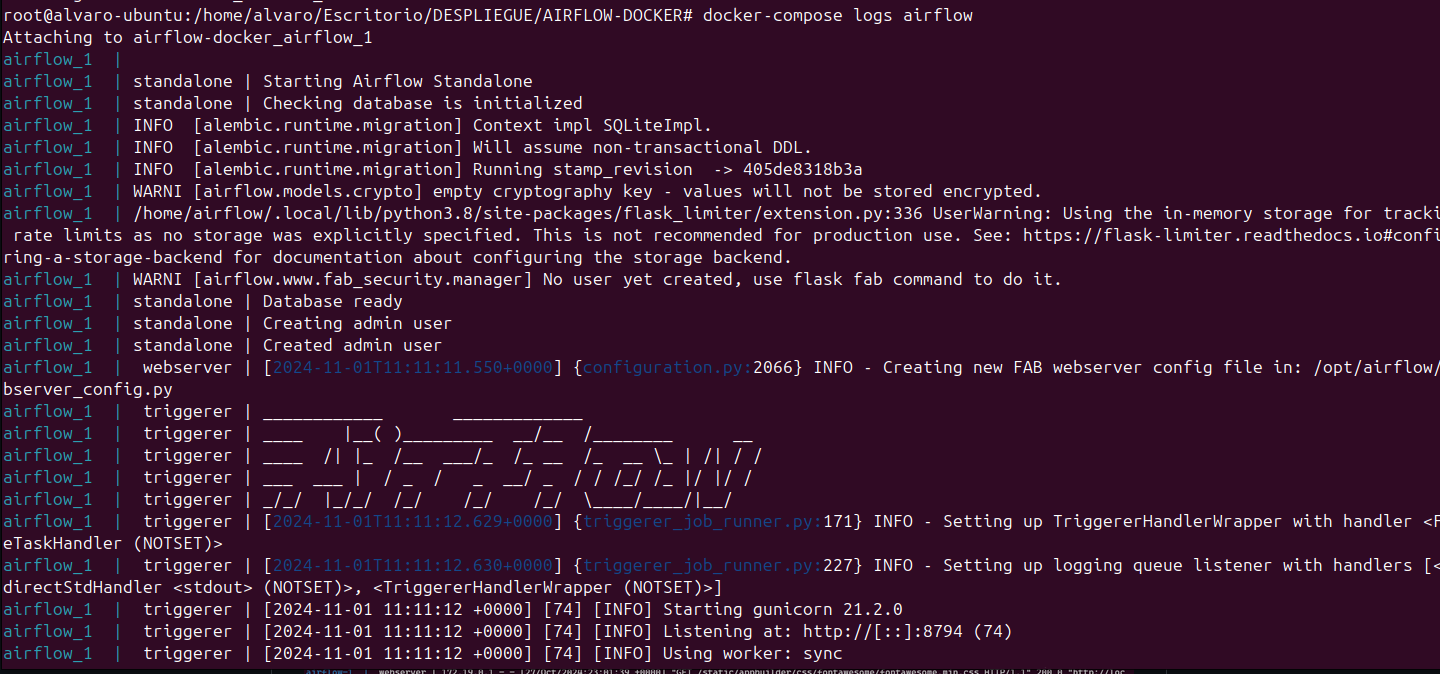 root@alvaro-ubuntu:/home/alvaro/Escritorio/DESPLIEGUE/AIRFLOW-DOCKER# docker-compose logs airflow
Attaching to airflow-docker_airflow_1
airflow_1  |
airflow_1  | standalone | Starting Airflow Standalone
airflow_1  | standalone | Checking database is initialized
airflow_1  | INFO  [alembic.runtime.migration] Context impl SQLiteImpl.
airflow_1  | INFO  [alembic.runtime.migration] Will assume non-transactional DDL.
airflow_1  | INFO  [alembic.runtime.migration] Running stamp_revision  -> 405de8318b3a
airflow_1  | WARNI [airflow.models.crypto] empty cryptography key - values will not be stored encrypted.
airflow_1  | /home/airflow/.local/lib/python3.8/site-packages/flask_limiter/extension.py:336 UserWarning: Using the in-memory storage for tracki
 rate limits as no storage was explicitly specified. This is not recommended for production use. See: https://flask-limiter.readthedocs.io#confi
ring-a-storage-backend for documentation about configuring the storage backend.
airflow_1  | WARNI [airflow.www.fab_security.manager] No user yet created, use flask fab command to do it.
airflow_1  | standalone | Database ready
airflow_1  | standalone | Creating admin user
airflow_1  | standalone | Created admin user
airflow_1  |  webserver | [2024-11-01T11:11:11.550+0000] {configuration.py:2066} INFO - Creating new FAB webserver config file in: /opt/airflow/
bserver_config.py
airflow_1  |  triggerer | ____________       _____________
airflow_1  |  triggerer | ____    |__( )_________  __/__  /________      __
airflow_1  |  triggerer | ____  /| |_  /__  ___/_  /_ __  /_  __ \_ | /| / /
airflow_1  |  triggerer | ___  ___ |  / _  /   _  __/ _  / / /_/ /_ |/ |/ /
airflow_1  |  triggerer | _/_/  |_/_/  /_/    /_/    /_/  \____/____/|__/
airflow_1  |  triggerer | [2024-11-01T11:11:12.629+0000] {triggerer_job_runner.py:171} INFO - Setting up TriggererHandlerWrapper with handler <F
eTaskHandler (NOTSET)>
airflow_1  |  triggerer | [2024-11-01T11:11:12.630+0000] {triggerer_job_runner.py:227} INFO - Setting up logging queue listener with handlers [<
directStdHandler <stdout> (NOTSET)>, <TriggererHandlerWrapper (NOTSET)>]
airflow_1  |  triggerer | [2024-11-01 11:11:12 +0000] [74] [INFO] Starting gunicorn 21.2.0
airflow_1  |  triggerer | [2024-11-01 11:11:12 +0000] [74] [INFO] Listening at: http://[::]:8794 (74)
airflow_1  |  triggerer | [2024-11-01 11:11:12 +0000] [74] [INFO] Using worker: sync